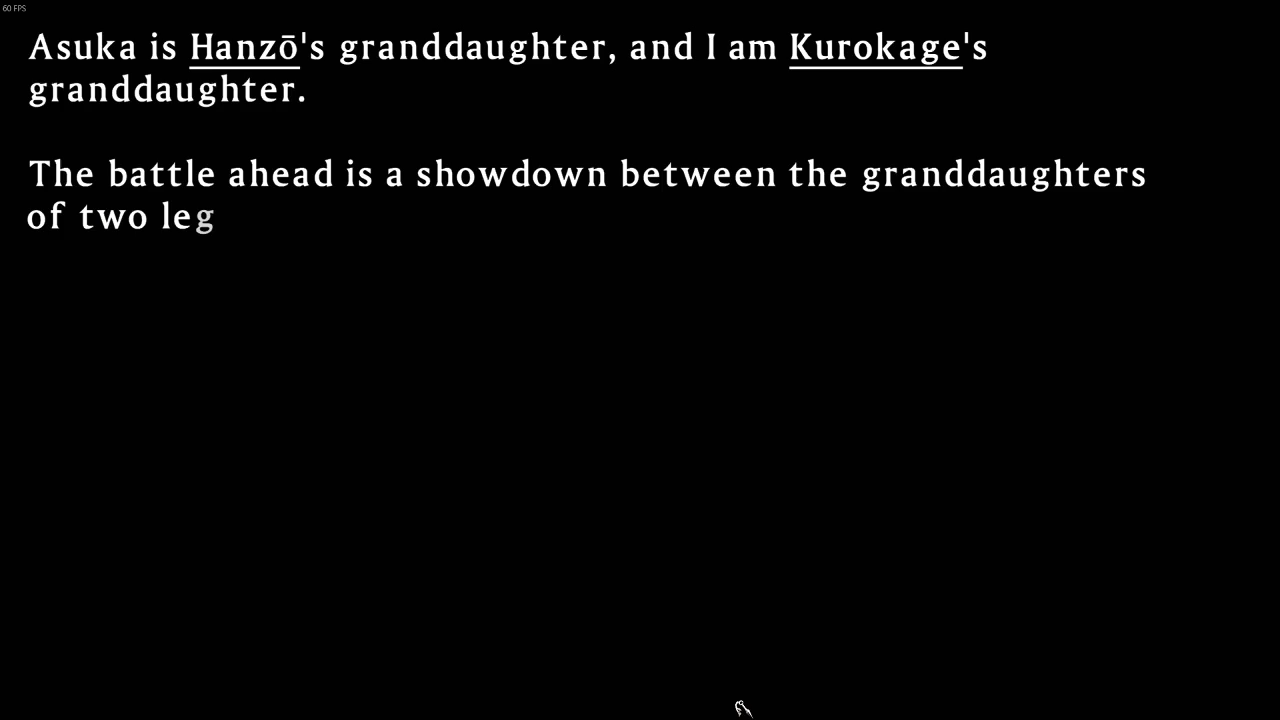 60 FPS
Asuka is Hanzō's granddaughter, and I am Kurokage's
granddaughter.
The battle ahead is a showdown between the granddaughters
of two leg